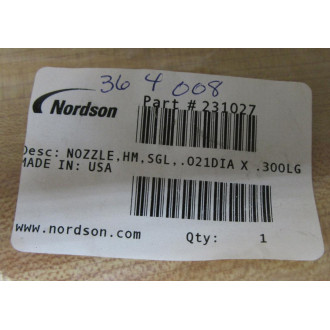 36 4 008
Nordson
Part # 231027
Desc: NOZZLE,HM,SGL,.021DIA X .300LG
MADE IN: USA
www.nordson.com Qty: 1